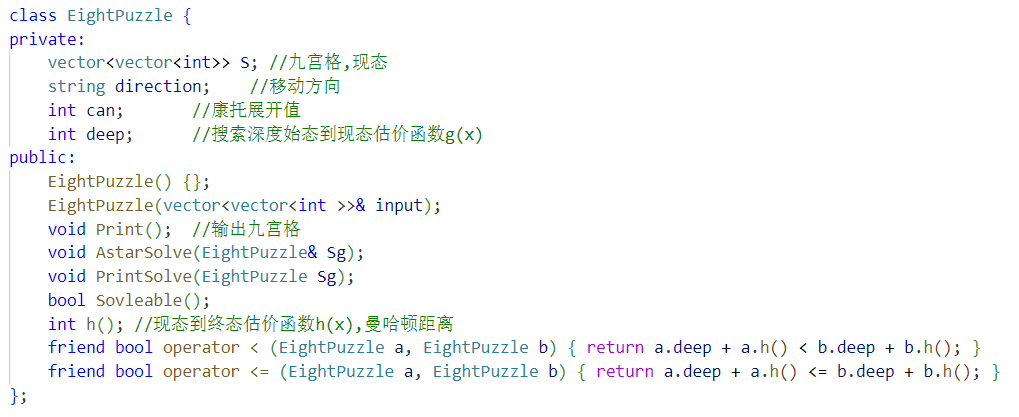 class EightPuzzle {
private:
    vector<vector<int>> S; //九宫格,现态
    string direction;    //移动方向
    int can;       //康托展开值
    int deep;      //搜索深度始态到现态估价函数g(x)
public:
    EightPuzzle() {};
    EightPuzzle(vector<vector<int >>& input);
    void Print();  //输出九宫格
    void AstarSolve(EightPuzzle& Sg);
    void PrintSolve(EightPuzzle Sg);
    bool Sovleable();
    int h(); //现态到终态估价函数h(x),曼哈顿距离
    friend bool operator < (EightPuzzle a, EightPuzzle b) { return a.deep + a.h() < b.deep + b.h(); }
    friend bool operator <= (EightPuzzle a, EightPuzzle b) { return a.deep + a.h() <= b.deep + b.h(); }
};